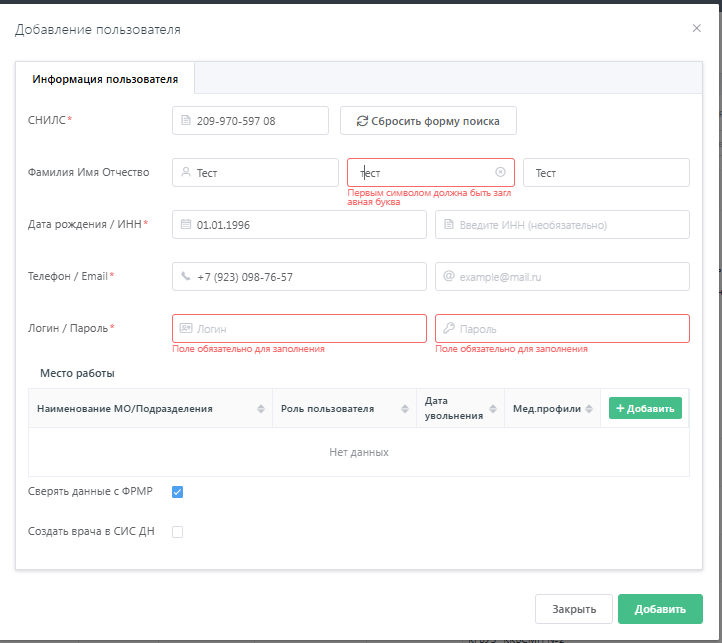 Добавление пользователя
Информация пользователя
СНИЛС*
209-970-597 08
Сбросить форму поиска
Фамилия Имя Отчество
Тест
тест
Тест
Первым символом должна быть загл
авная буква
Дата рождения / ИНН*
01.01.1996
Введите ИНН (необязательно)
Телефон / Email*
+7 (923) 098-76-57
example@mail.ru
Логин / Пароль*
Логин
Пароль
Поле обязательно для заполнения
Поле обязательно для заполнения
Место работы
Наименование МО/Подразделения
Роль пользователя
Дата
увольнения
Мед.профили
+ Добавить
Нет данных
Сверять данные с ФРМР
Создать врача в СИС ДН
Закрыть
Добавить